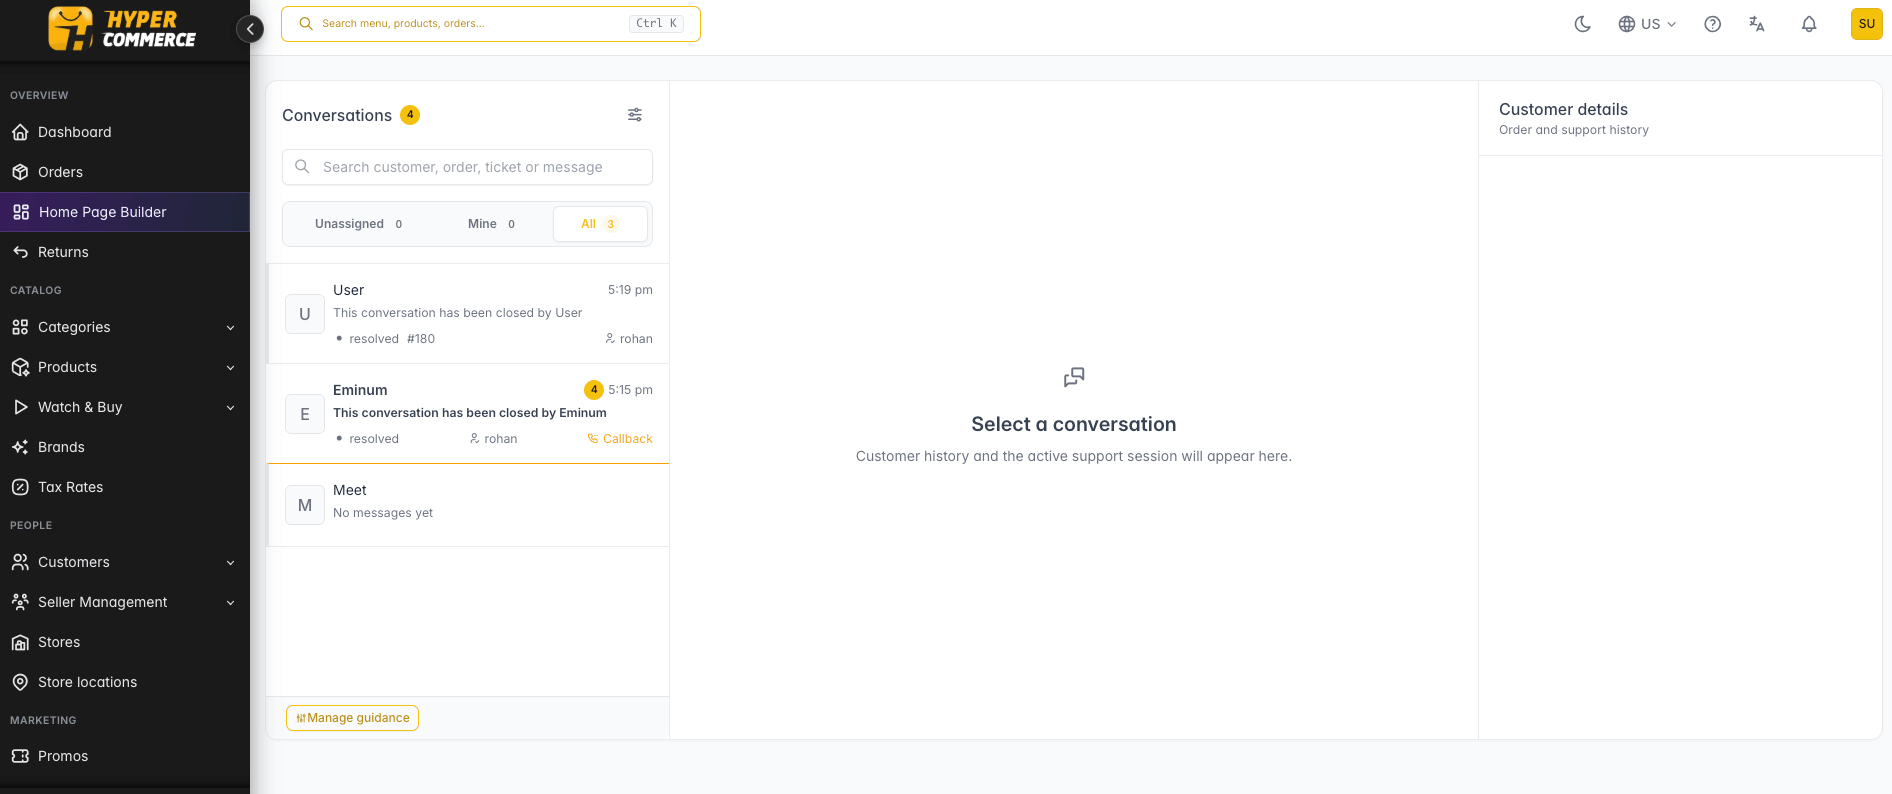 HYPER
COMMERCE
Search menu, products, orders...
Ctrl K
US
SU
OVERVIEW
Dashboard
Orders
Home Page Builder
Returns
CATALOG
Categories
Products
Watch & Buy
Brands
Tax Rates
PEOPLE
Customers
Seller Management
Stores
Store locations
MARKETING
Promos
Conversations 4
Search customer, order, ticket or message
Unassigned 0 Mine 0 All 3
U
User 5:19 pm
This conversation has been closed by User
resolved #180 rohan
E
Eminum 4 5:15 pm
This conversation has been closed by Eminum
resolved rohan Callback
M
Meet
No messages yet
Manage guidance
Select a conversation
Customer history and the active support session will appear here.
Customer details
Order and support history